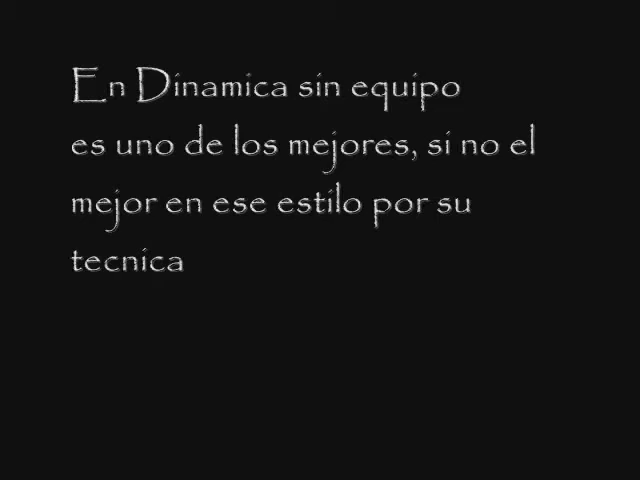 En Dinamica sin equipo
es uno de los mejores, si no el
mejor en ese estilo por su
tecnica